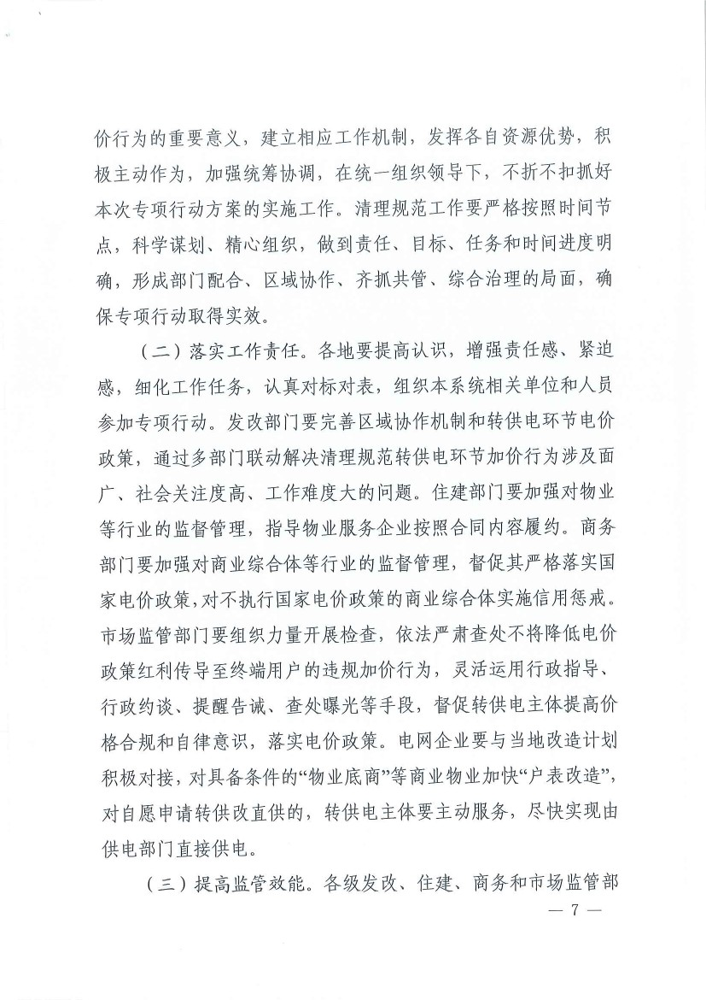 价行为的重要意义，建立相应工作机制，发挥各自资源优势，积
极主动作为，加强统筹协调，在统一组织领导下，不折不扣抓好
本次专项行动方案的实施工作。清理规范工作要严格按照时间节
点，科学谋划、精心组织，做到责任、目标、任务和时间进度明
确，形成部门配合、区域协作、齐抓共管、综合治理的局面，确
保专项行动取得实效。
（二）落实工作责任。各地要提高认识，增强责任感、紧迫
感，细化工作任务，认真对标对表，组织本系统相关单位和人员
参加专项行动。发改部门要完善区域协作机制和转供电环节电价
政策，通过多部门联动解决清理规范转供电环节加价行为涉及面
广、社会关注度高、工作难度大的问题。住建部门要加强对物业
等行业的监督管理，指导物业服务企业按照合同内容履约。商务
部门要加强对商业综合体等行业的监督管理，督促其严格落实国
家电价政策，对不执行国家电价政策的商业综合体实施信用惩戒。
市场监管部门要组织力量开展检查，依法严肃查处不将降低电价
政策红利传导至终端用户的违规加价行为，灵活运用行政指导、
行政约谈、提醒告诫、查处曝光等手段，督促转供电主体提高价
格合规和自律意识，落实电价政策。电网企业要与当地改造计划
积极对接，对具备条件的“物业底商”等商业物业加快“户表改造”，
对自愿申请转供改直供的，转供电主体要主动服务，尽快实现由
供电部门直接供电。
（三）提高监管效能。各级发改、住建、商务和市场监管部
— 7 —